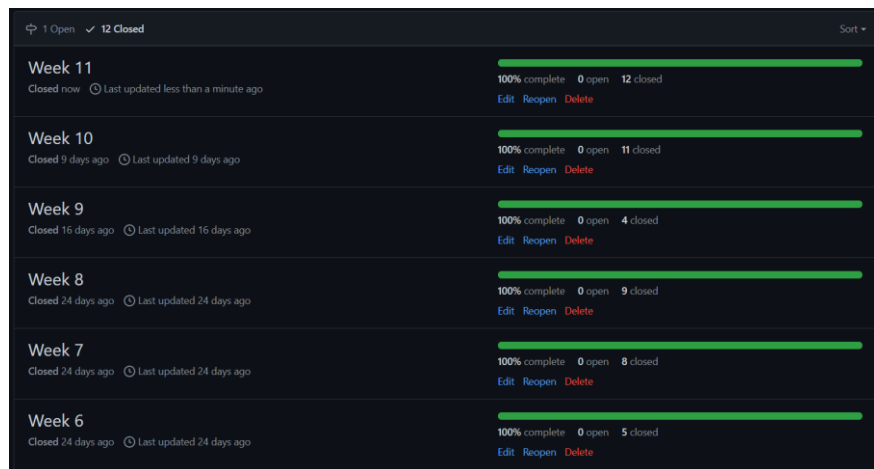 1 Open 12 Closed Sort
Week 11
Closed now Last updated less than a minute ago
100% complete 0 open 12 closed
Edit Reopen Delete
Week 10
Closed 9 days ago Last updated 9 days ago
100% complete 0 open 11 closed
Edit Reopen Delete
Week 9
Closed 16 days ago Last updated 16 days ago
100% complete 0 open 4 closed
Edit Reopen Delete
Week 8
Closed 24 days ago Last updated 24 days ago
100% complete 0 open 9 closed
Edit Reopen Delete
Week 7
Closed 24 days ago Last updated 24 days ago
100% complete 0 open 8 closed
Edit Reopen Delete
Week 6
Closed 24 days ago Last updated 24 days ago
100% complete 0 open 5 closed
Edit Reopen Delete